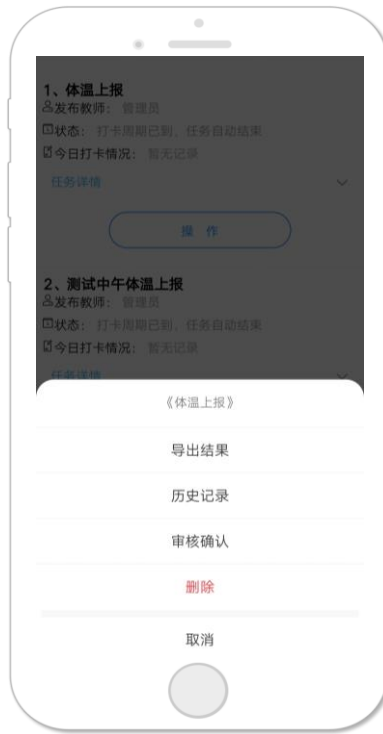 1、体温上报
发布教师: 管理员
状态: 打卡周期已到，任务自动结束
今日打卡情况: 暂无记录
任务详情
操 作
2、测试中午体温上报
发布教师: 管理员
状态: 打卡周期已到，任务自动结束
今日打卡情况: 暂无记录
任务详情
《体温上报》
导出结果
历史记录
审核确认
删除
取消